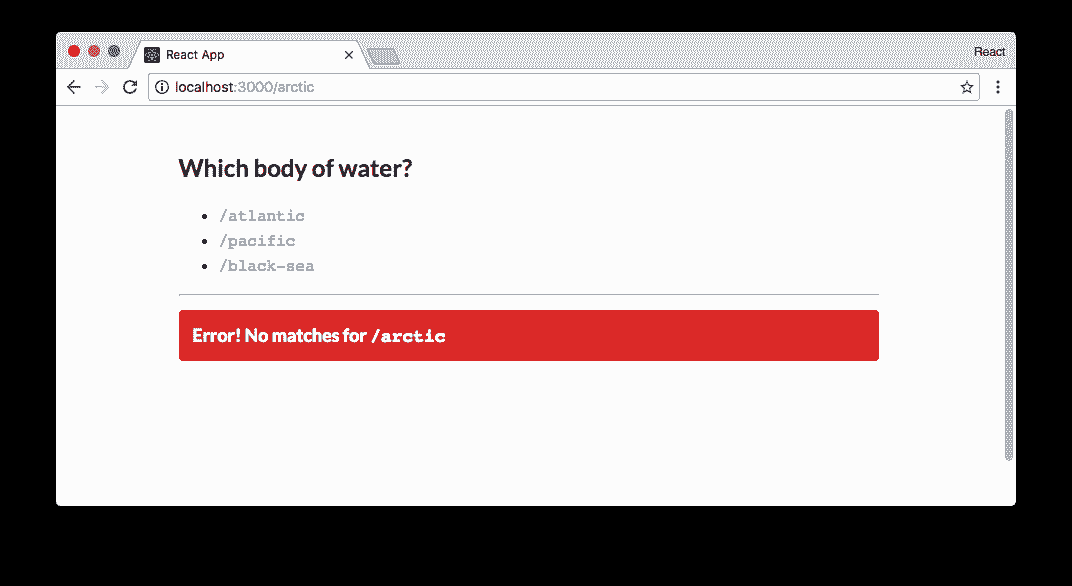 React App
React
localhost:3000/arctic
Which body of water?
/atlantic
/pacific
/black-sea
Error! No matches for /arctic